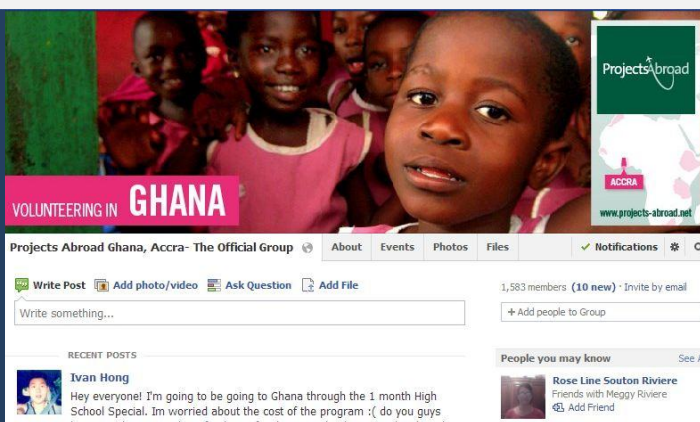 ProjectsAbroad
ACCRA
www.projects-abroad.net
VOLUNTEERING IN GHANA
Projects Abroad Ghana, Accra- The Official Group
About
Events
Photos
Files
Notifications
Write Post
Add photo/video
Ask Question
Add File
Write something...
1,583 members (10 new) · Invite by email
+ Add people to Group
RECENT POSTS
Ivan Hong
Hey everyone! I'm going to be going to Ghana through the 1 month High
School Special. Im worried about the cost of the program :( do you guys
People you may know
See
Rose Line Souton Riviere
Friends with Meggy Riviere
Add Friend